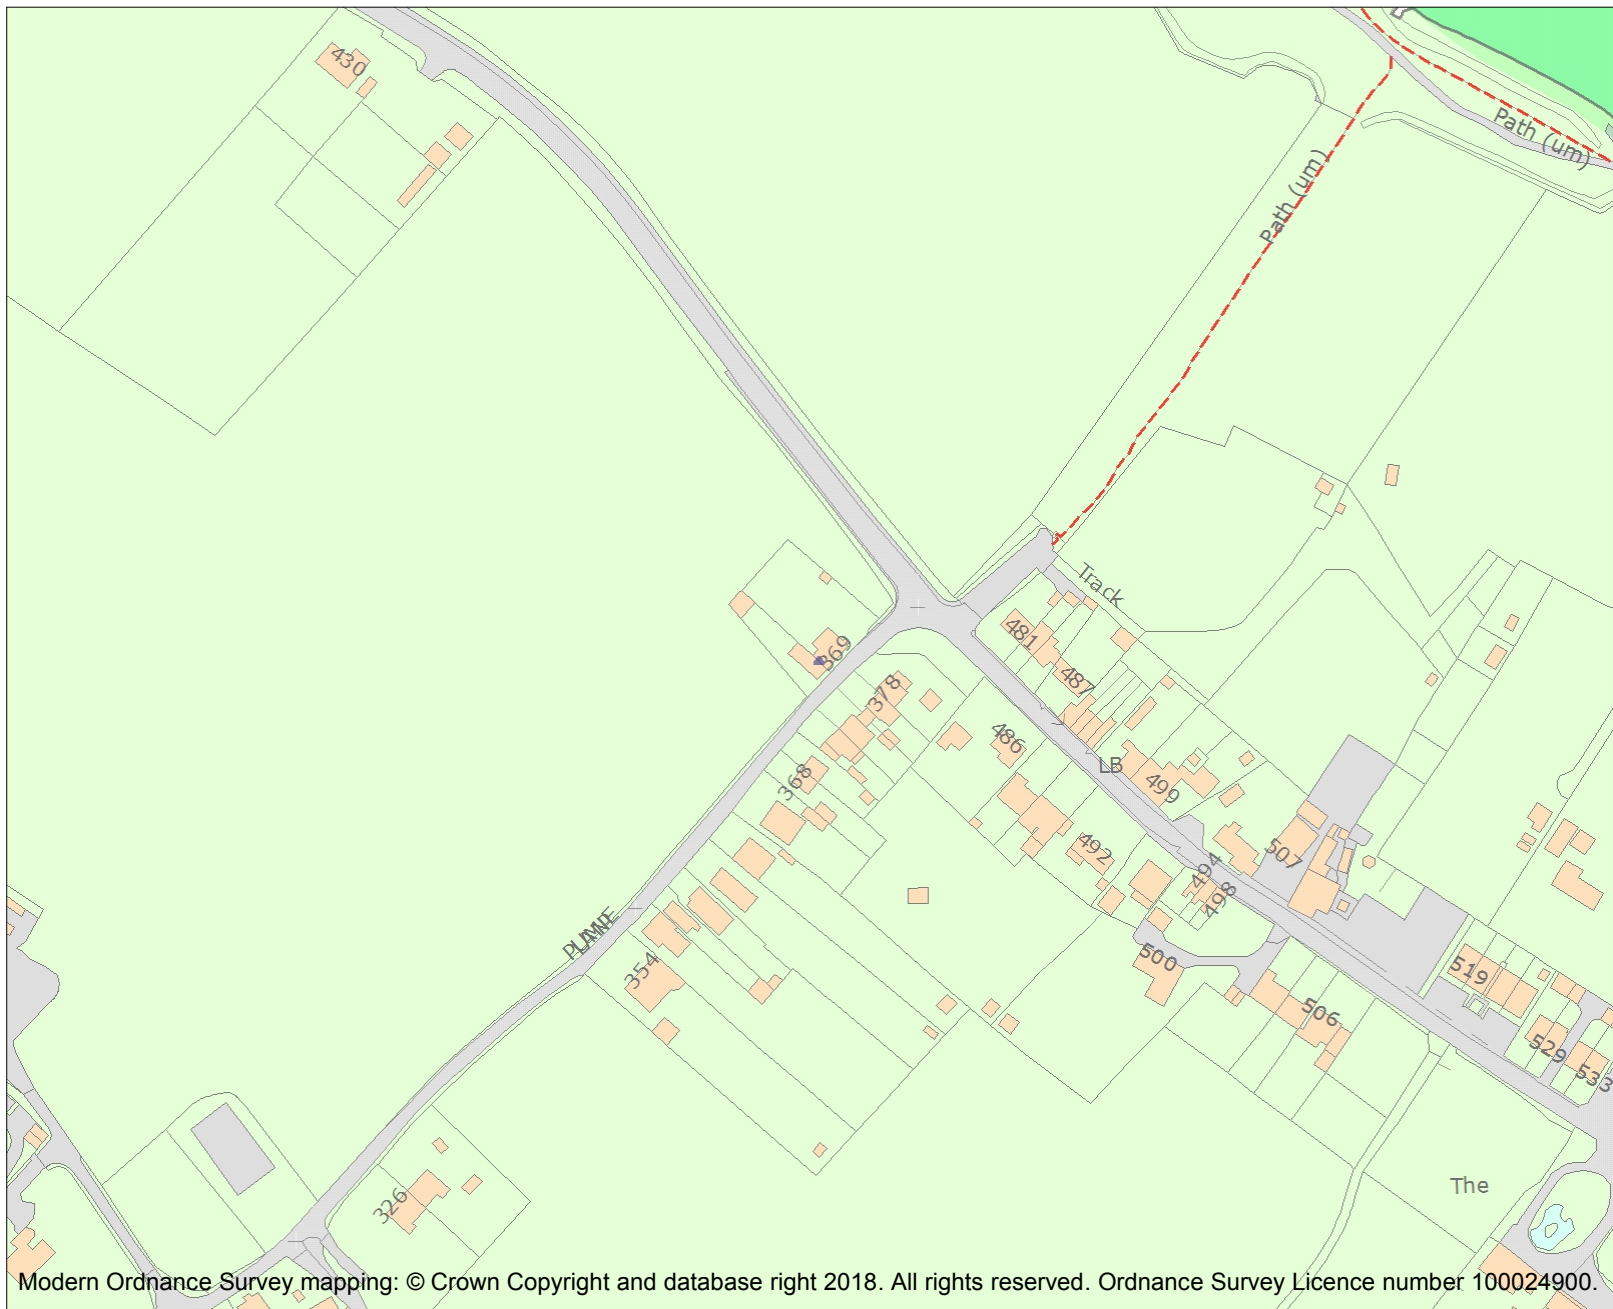 430
Path (um)
Path (um)
Track
481
369
487
378
486
LB
368
499
492
507
494
498
LANE
354
500
519
506
529
533
The
326
Modern Ordnance Survey mapping: © Crown Copyright and database right 2018. All rights reserved. Ordnance Survey Licence number 100024900.